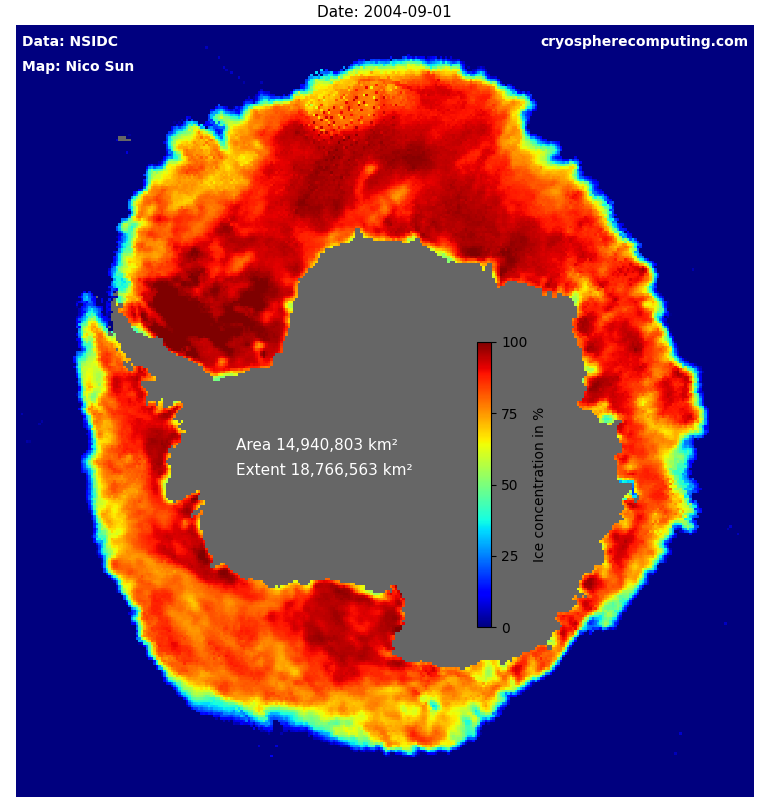 Date: 2004-09-01
Data: NSIDC
cryospherecomputing.com
Map: Nico Sun
100
75
50
25
0
Ice concentration in %
Area 14,940,803 km²
Extent 18,766,563 km²